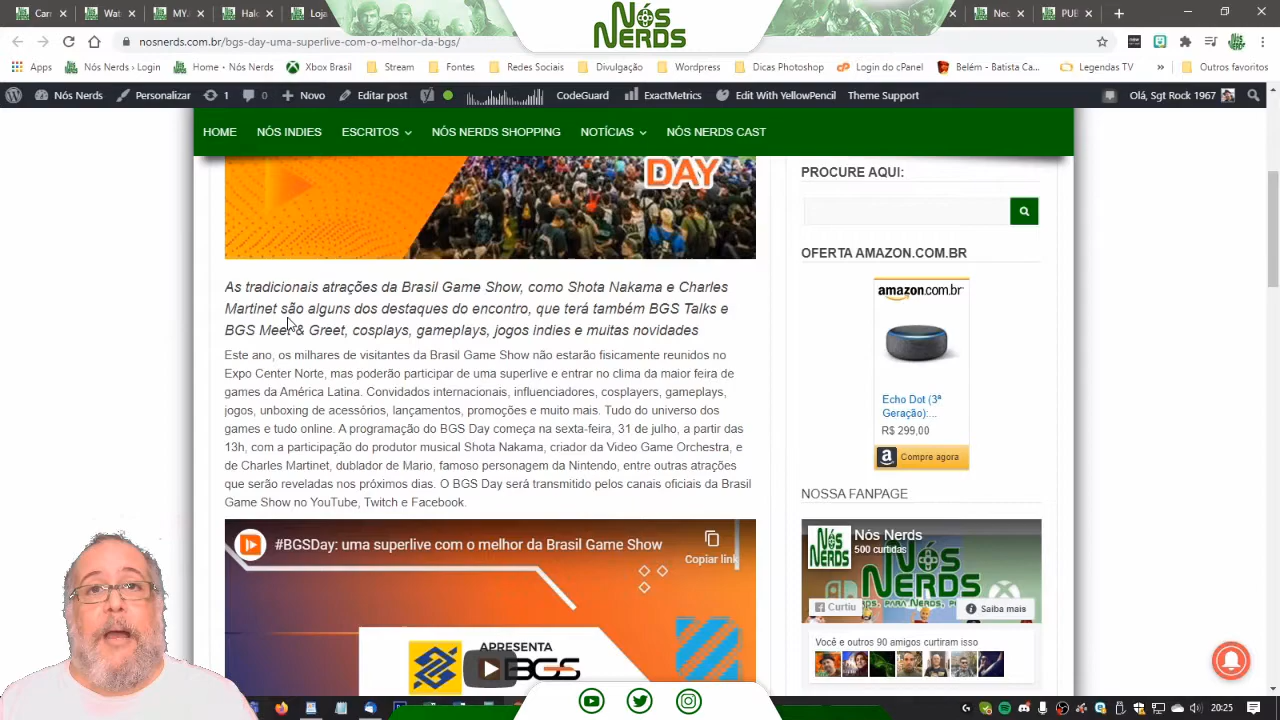 NÓS
NERDS
PUE
nosnerds.com.br/bgs-day-uma-superlive-com-o-melhor-da-bgs/
Apps
Nós Nerds › Login
Home - Nós Nerds
Xbox Brasil
Stream
Fontes
Redes Sociais
Divulgação
Wordpress
Dicas Photoshop
Login do cPanel
Belém - Batista Ca...
Legendas TV
»
Outros favoritos
Nós Nerds
Personalizar
1
0
Novo
Editar post
CodeGuard
ExactMetrics
Edit With YellowPencil
Theme Support
Olá, Sgt Rock 1967
HOME
NÓS INDIES
ESCRITOS
NÓS NERDS SHOPPING
NOTÍCIAS
NÓS NERDS CAST
DAY
As tradicionais atrações da Brasil Game Show, como Shota Nakama e Charles
Martinet são alguns dos destaques do encontro, que terá também BGS Talks e
BGS Meet & Greet, cosplays, gameplays, jogos indies e muitas novidades
Este ano, os milhares de visitantes da Brasil Game Show não estarão fisicamente reunidos no
Expo Center Norte, mas poderão participar de uma superlive e entrar no clima da maior feira de
games da América Latina. Convidados internacionais, influenciadores, cosplayers, gameplays,
jogos, unboxing de acessórios, lançamentos, promoções e muito mais. Tudo do universo dos
games e tudo online. A programação do BGS Day começa na sexta-feira, 31 de julho, a partir das
13h, com a participação do produtor musical Shota Nakama, criador da Video Game Orchestra, e
de Charles Martinet, dublador de Mario, famoso personagem da Nintendo, entre outras atrações
que serão reveladas nos próximos dias. O BGS Day será transmitido pelos canais oficiais da Brasil
Game Show no YouTube, Twitch e Facebook.
#BGSDay: uma superlive com o melhor da Brasil Game Show
Copiar link
APRESENTA
BGS
PROCURE AQUI:
OFERTA AMAZON.COM.BR
amazon.com.br
Echo Dot (3ª
Geração):...
R$ 299,00
Compre agora
NOSSA FANPAGE
Nós Nerds
500 curtidas
NÓS
NERDS
Curtiu
Saiba mais
Você e outros 90 amigos curtiram isso
20:25